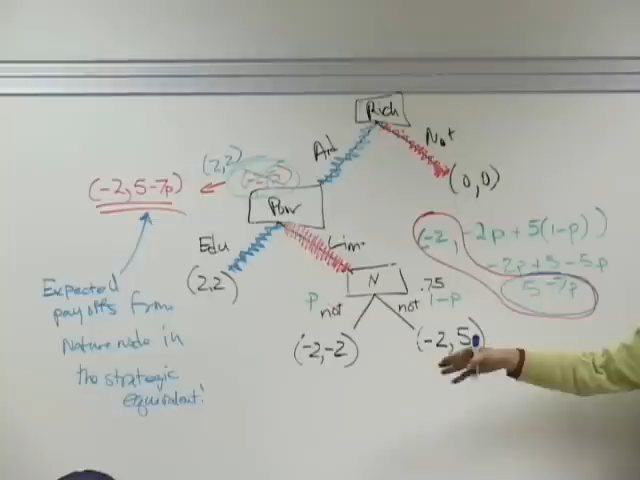 Rich
Aid
Not
(0,0)
(2,2)
(-2, 5-7p)
Poor
Edu
Lim
(2,2)
N
.75
p
not
not
1-p
(-2,-2)
(-2, 5)
(-2, -2p + 5(1-p))
-2p + 5 - 5p
5-7p
Expected
payoffs from
Nature node in
the strategic
equivalent!